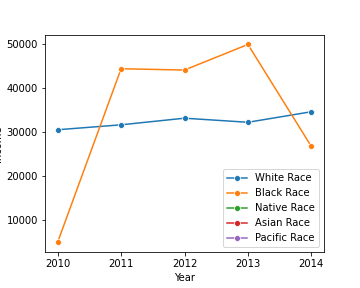 50000
40000
30000
20000
10000
2010 2011 2012 2013 2014
Year
White Race
Black Race
Native Race
Asian Race
Pacific Race